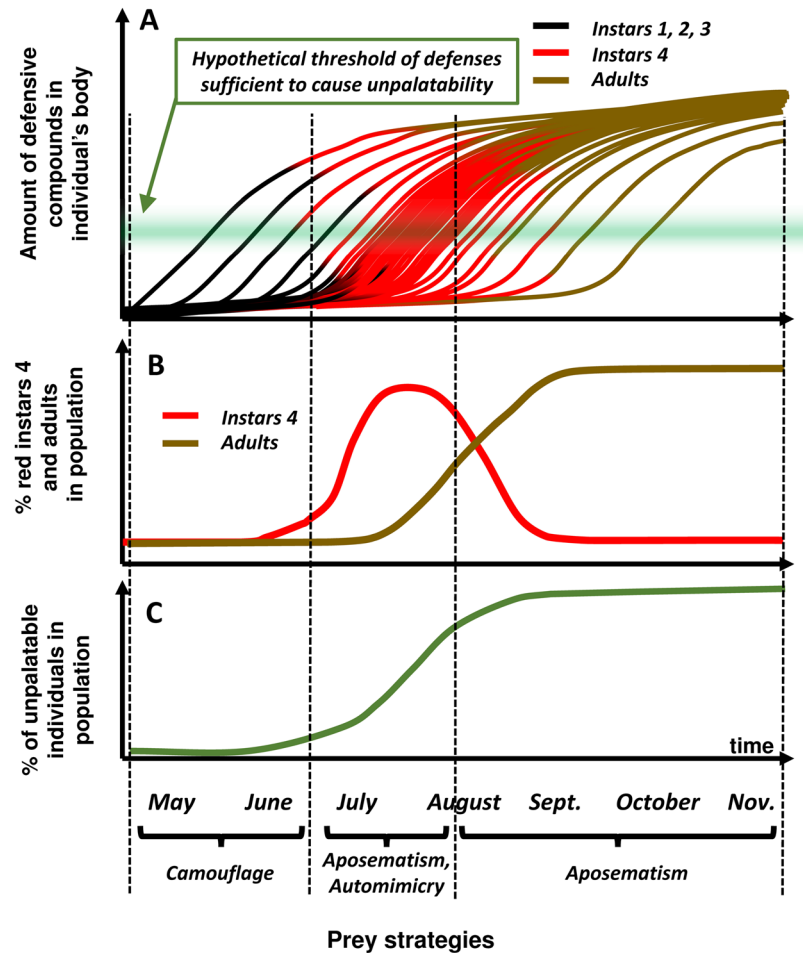 A
Hypothetical threshold of defenses
sufficient to cause unpalatability
Instars 1, 2, 3
Instars 4
Adults
Amount of defensive
compounds in
individual's body
B
Instars 4
Adults
% red instars 4
and adults
in population
C
% of unpalatable
individuals in
population
time
May June July August Sept. October Nov.
Camouflage
Aposematism,
Automimicry
Aposematism
Prey strategies